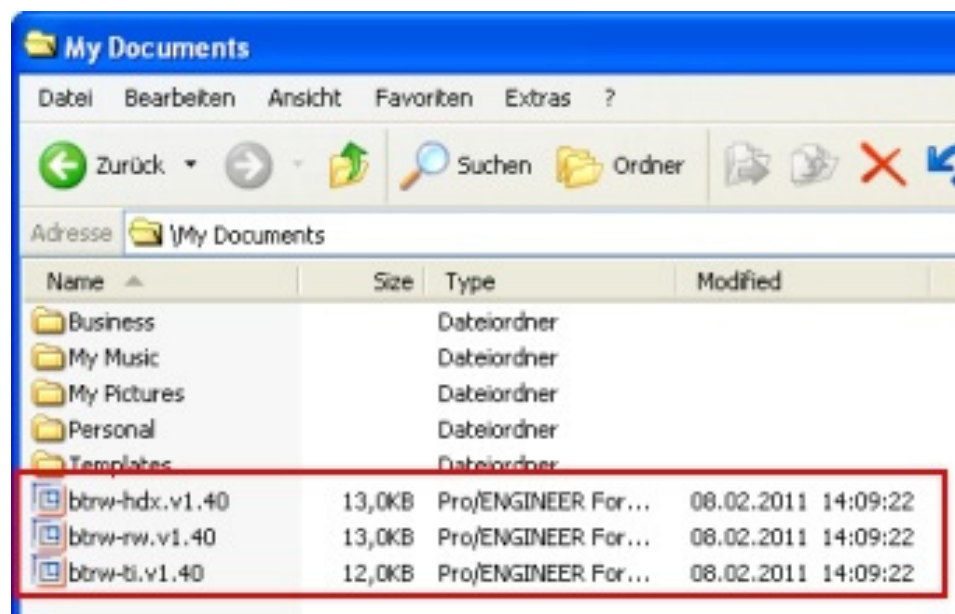 My Documents
Datei Bearbeiten Ansicht Favoriten Extras ?
Zurück Suchen Ordner
Adresse \My Documents
Name Size Type Modified
Business Dateiordner
My Music Dateiordner
My Pictures Dateiordner
Personal Dateiordner
Templates Dateiordner
btrw-hdx.v1.40 13,0KB Pro/ENGINEER For... 08.02.2011 14:09:22
btrw-rw.v1.40 13,0KB Pro/ENGINEER For... 08.02.2011 14:09:22
btrw-ti.v1.40 12,0KB Pro/ENGINEER For... 08.02.2011 14:09:22